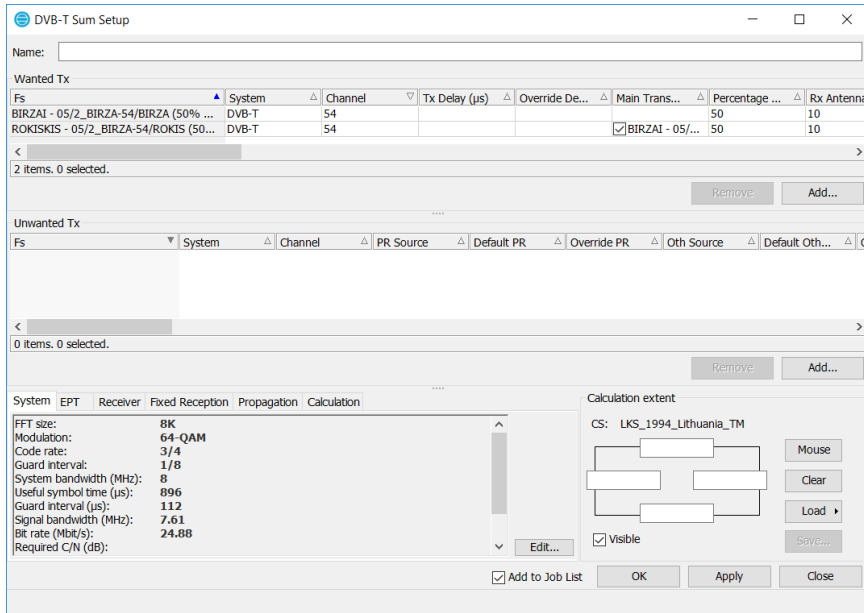 DVB-T Sum Setup
Name:
Wanted Tx
Fs System Channel Tx Delay (µs) Override De... Main Trans... Percentage ... Rx Antenna
BIRZAI - 05/2_BIRZA-54/BIRZA (50% ... DVB-T 54 50 10
ROKISKIS - 05/2_BIRZA-54/ROKIS (50... DVB-T 54 BIRZAI - 05/... 50 10
2 items. 0 selected.
Remove Add...
Unwanted Tx
Fs System Channel PR Source Default PR Override PR Oth Source Default Oth...
0 items. 0 selected.
Remove Add...
System EPT Receiver Fixed Reception Propagation Calculation
FFT size: 8K
Modulation: 64-QAM
Code rate: 3/4
Guard interval: 1/8
System bandwidth (MHz): 8
Useful symbol time (µs): 896
Guard interval (µs): 112
Signal bandwidth (MHz): 7.61
Bit rate (Mbit/s): 24.88
Required C/N (dB):
Edit...
Calculation extent
CS: LKS_1994_Lithuania_TM
Mouse
Clear
Load
Visible Save...
Add to Job List OK Apply Close